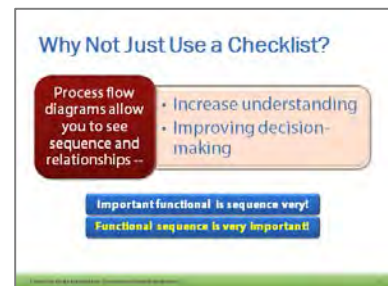 Why Not Just Use a Checklist?
Process flow
diagrams allow
you to see
sequence and
relationships --
• Increase understanding
• Improving decision-
making
Important functional is sequence very!
Functional sequence is very important!